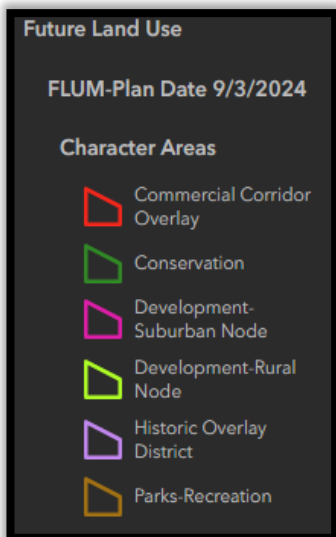 Future Land Use
FLUM-Plan Date 9/3/2024
Character Areas
Commercial Corridor
Overlay
Conservation
Development-
Suburban Node
Development-Rural
Node
Historic Overlay
District
Parks-Recreation